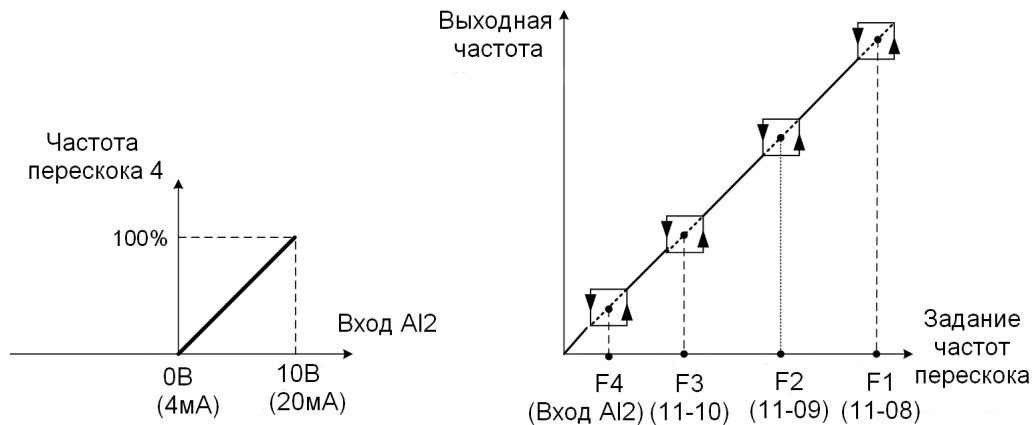 Частота
перескока 4
100%
Вход AI2
0В
(4мА)
10В
(20мА)
Выходная
частота
Задание
частот
перескока
F4
(Вход AI2)
F3
(11-10)
F2
(11-09)
F1
(11-08)